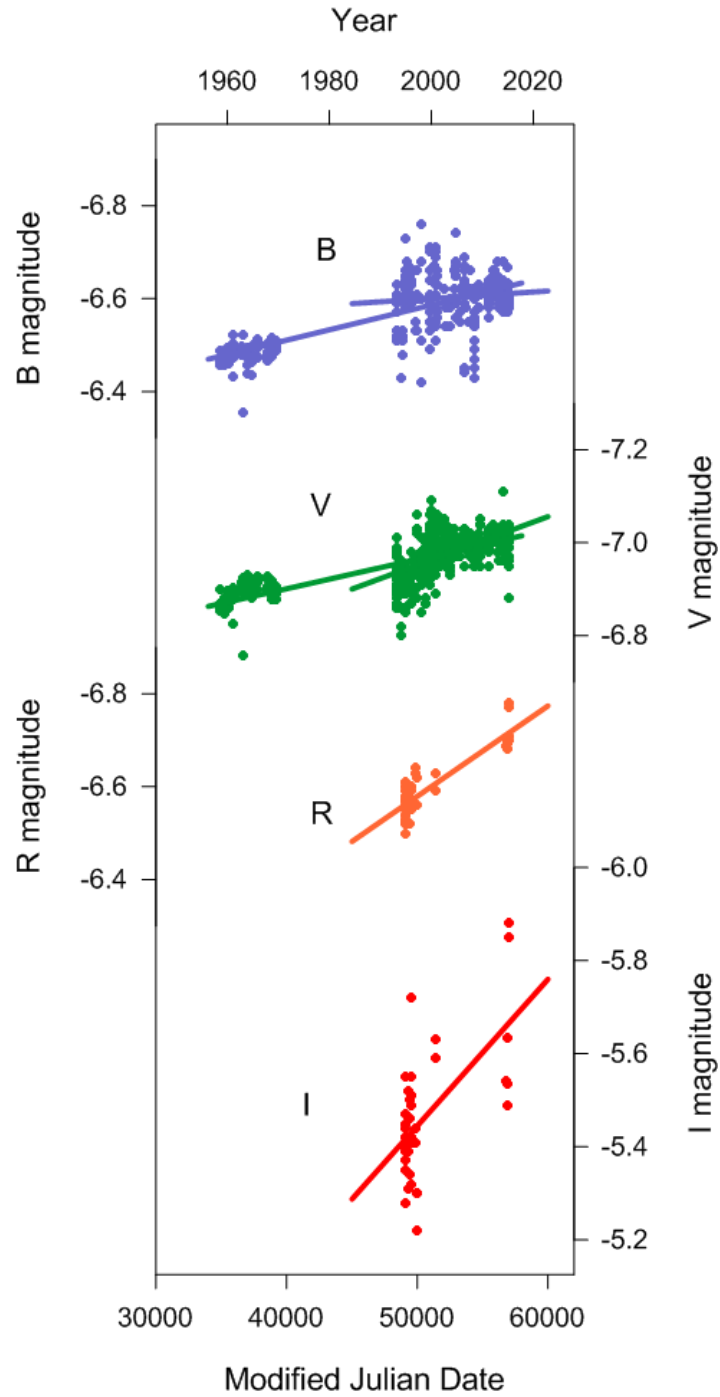 Year
1960 1980 2000 2020
B magnitude
-6.8
-6.6
-6.4
B
V magnitude
-7.2
-7.0
-6.8
V
R magnitude
-6.8
-6.6
-6.4
R
I magnitude
-6.0
-5.8
-5.6
-5.4
-5.2
I
30000 40000 50000 60000
Modified Julian Date